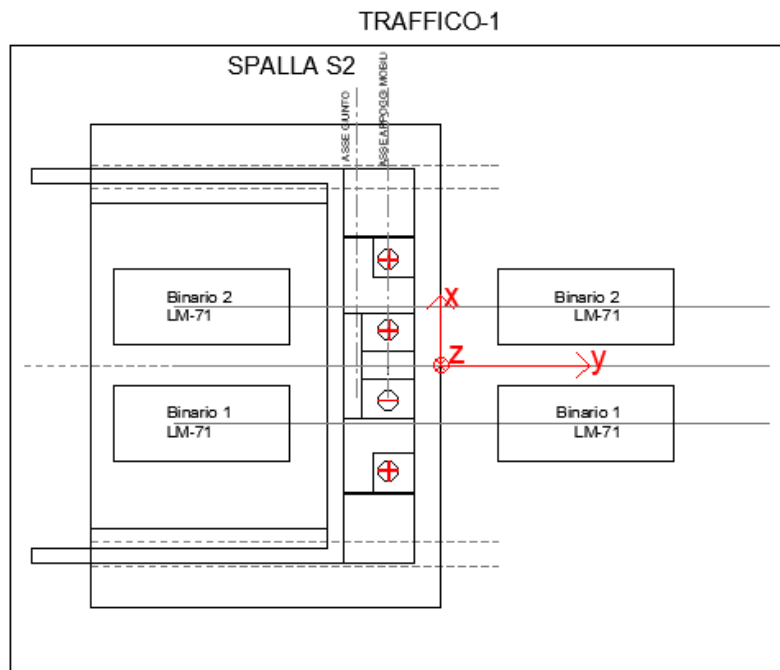 TRAFFICO-1
SPALLA S2
ASSE GIUNTO
ASSE APPOGGI MOBILI
Binario 2
LM-71
Binario 2
LM-71
x
z
y
Binario 1
LM-71
Binario 1
LM-71